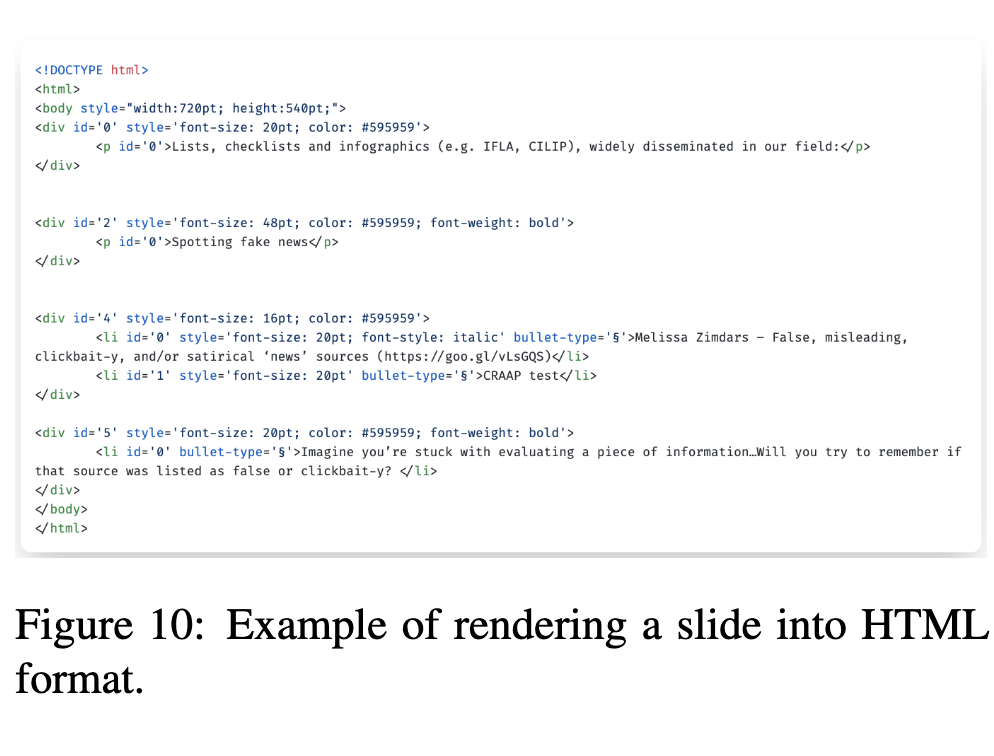 <!DOCTYPE html>
<html>
<body style="width:720pt; height:540pt;">
<div id='0' style='font-size: 20pt; color: #595959'>
<p id='0'>Lists, checklists and infographics (e.g. IFLA, CILIP), widely disseminated in our field:</p>
</div>
<div id='2' style='font-size: 48pt; color: #595959; font-weight: bold'>
<p id='0'>Spotting fake news</p>
</div>
<div id='4' style='font-size: 16pt; color: #595959'>
<li id='0' style='font-size: 20pt; font-style: italic' bullet-type='§'>Melissa Zimdars – False, misleading,
clickbait-y, and/or satirical ‘news’ sources (https://goo.gl/vLsGQS)</li>
<li id='1' style='font-size: 20pt' bullet-type='§'>CRAAP test</li>
</div>
<div id='5' style='font-size: 20pt; color: #595959; font-weight: bold'>
<li id='0' bullet-type='§'>Imagine you’re stuck with evaluating a piece of information…Will you try to remember if
that source was listed as false or clickbait-y? </li>
</div>
</body>
</html>
Figure 10: Example of rendering a slide into HTML
format.